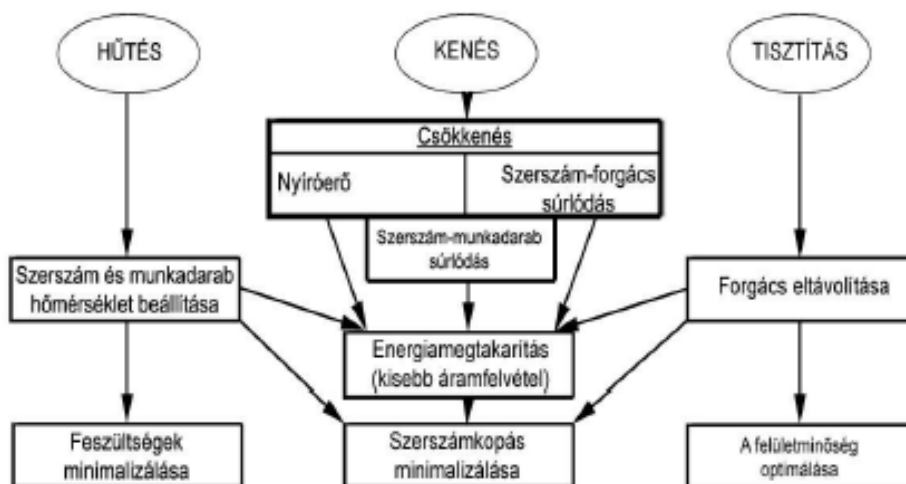 HŰTÉS
KENÉS
TISZTÍTÁS
Csökkenés
Nyíróerő
Szerszám-forgács
súrlódás
Szerszám-munkadarab
súrlódás
Szerszám és munkadarab
hőmérséklet beállítása
Forgács eltávolítása
Energiamegtakarítás
(kisebb áramfelvétel)
Feszültségek
minimalizálása
Szerszámkopás
minimalizálása
A felületminőség
optimálása